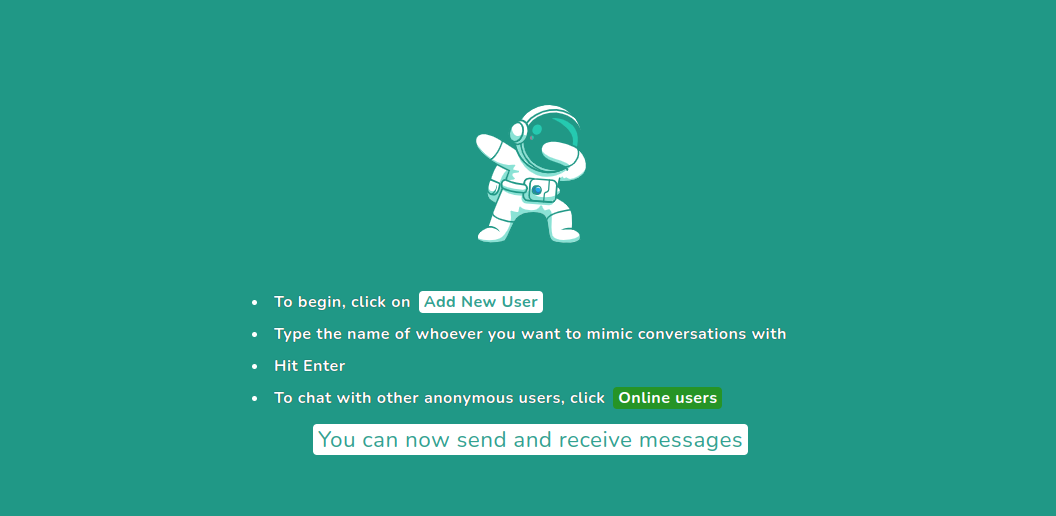 To begin, click on Add New User
Type the name of whoever you want to mimic conversations with
Hit Enter
To chat with other anonymous users, click Online users
You can now send and receive messages